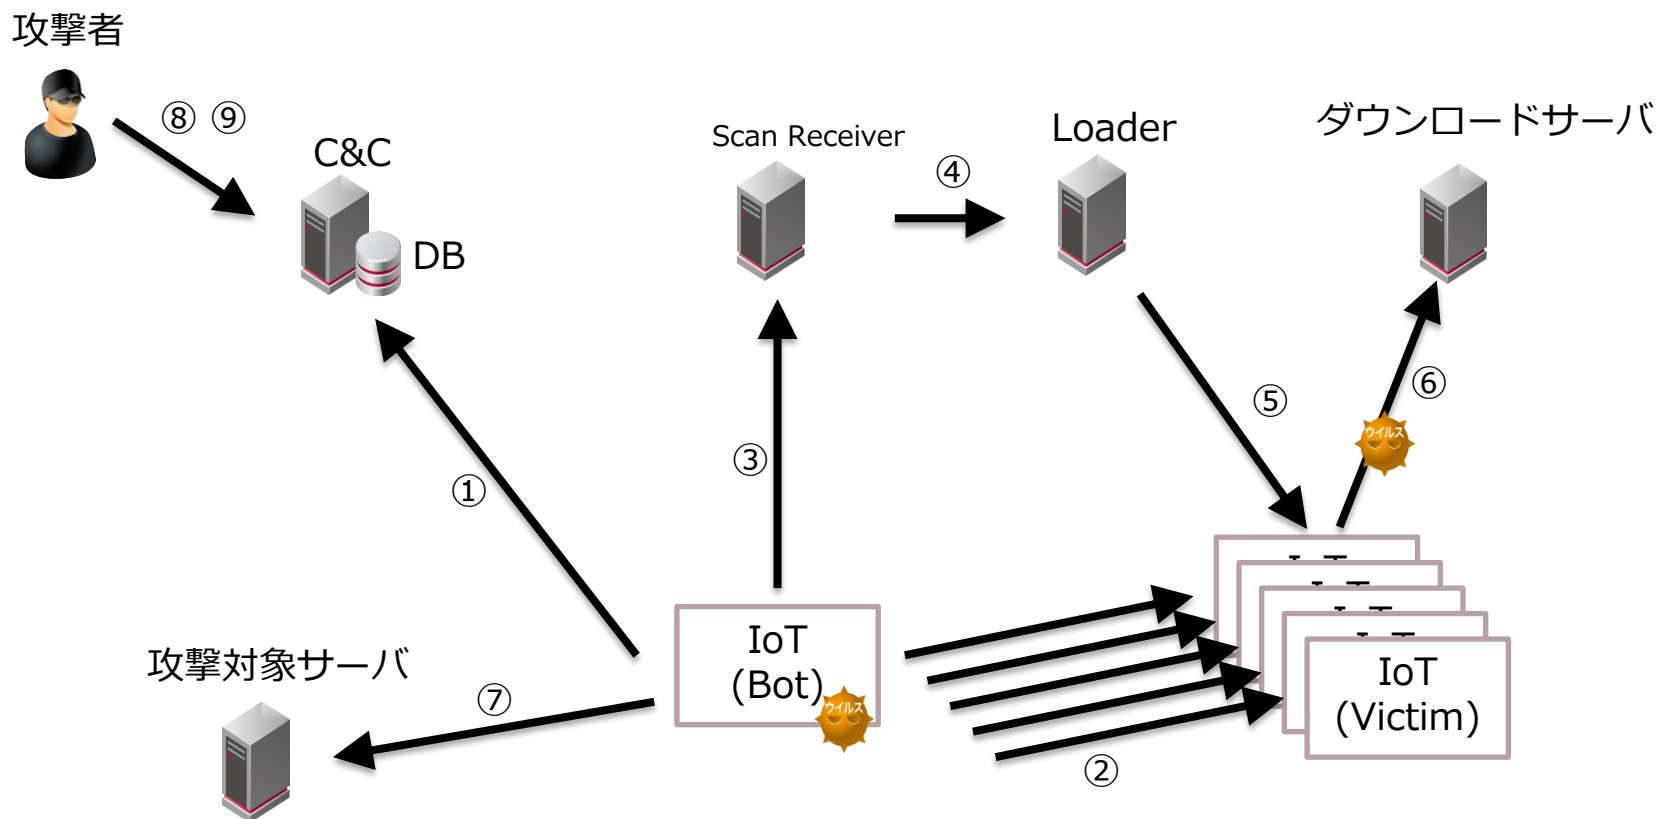 攻撃者
⑧ ⑨
C&C
DB
Scan Receiver
④
Loader
ダウンロードサーバ
①
③
⑤
⑥
ウイルス
攻撃対象サーバ
⑦
IoT
(Bot)
ウイルス
②
IoT
(Victim)